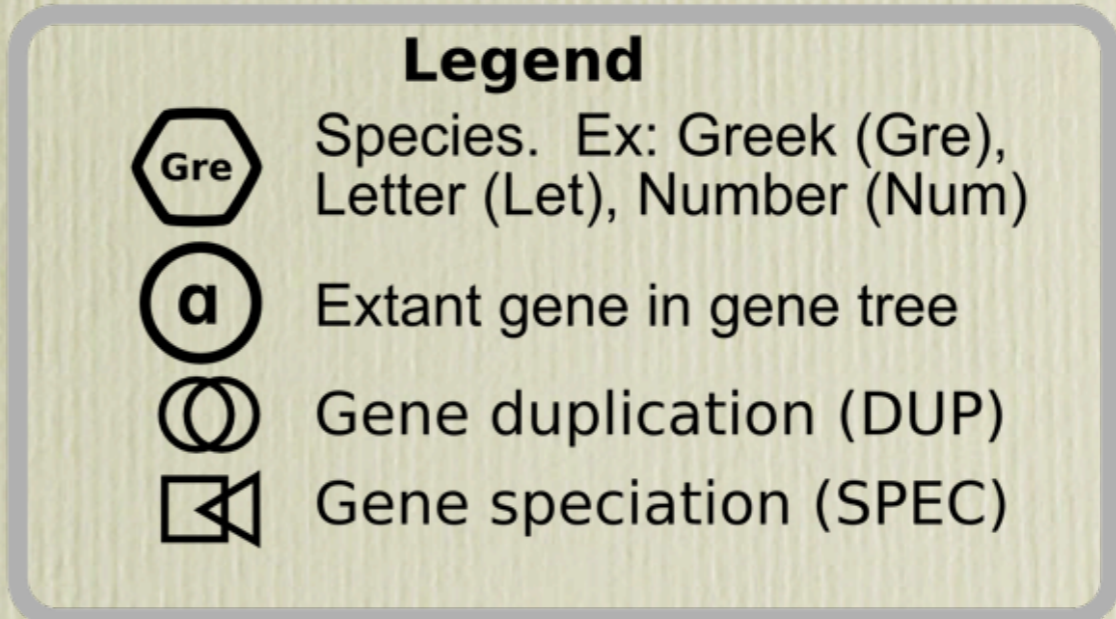 Legend
Gre
Species. Ex: Greek (Gre),
Letter (Let), Number (Num)
a
Extant gene in gene tree
Gene duplication (DUP)
Gene speciation (SPEC)